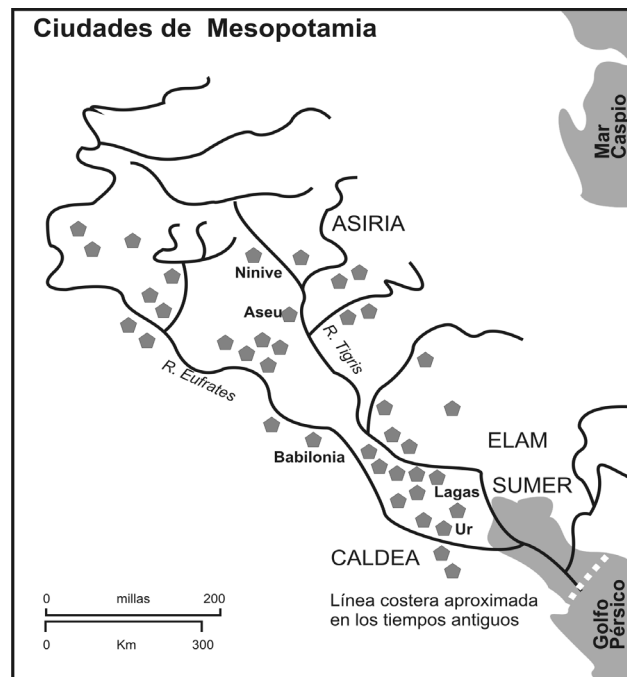 Ciudades de Mesopotamia
Mar
Caspio
ASIRIA
Ninive
Aseu
R. Tigris
R. Eufrates
ELAM
Babilonia
SUMER
Lagas
Ur
CALDEA
0 millas 200
0 Km 300
Línea costera aproximada
en los tiempos antiguos
Golfo
Pérsico